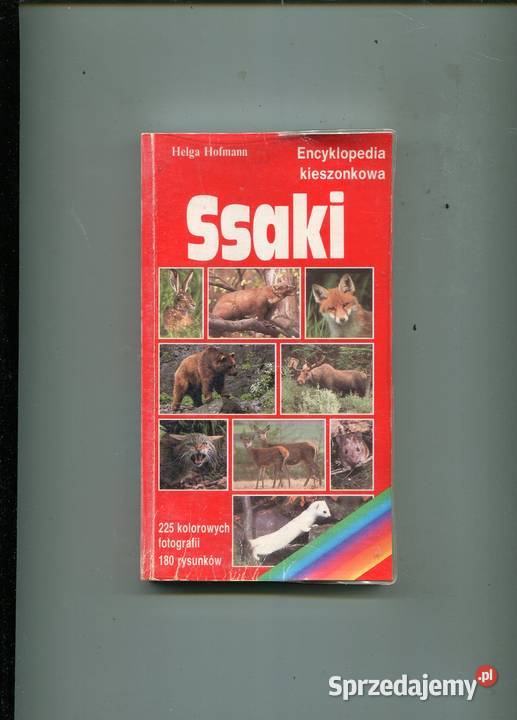 Helga Hofmann
Encyklopedia
kieszonkowa
Ssaki
225 kolorowych
fotografii
180 rysunków
Sprzedajemy.pl